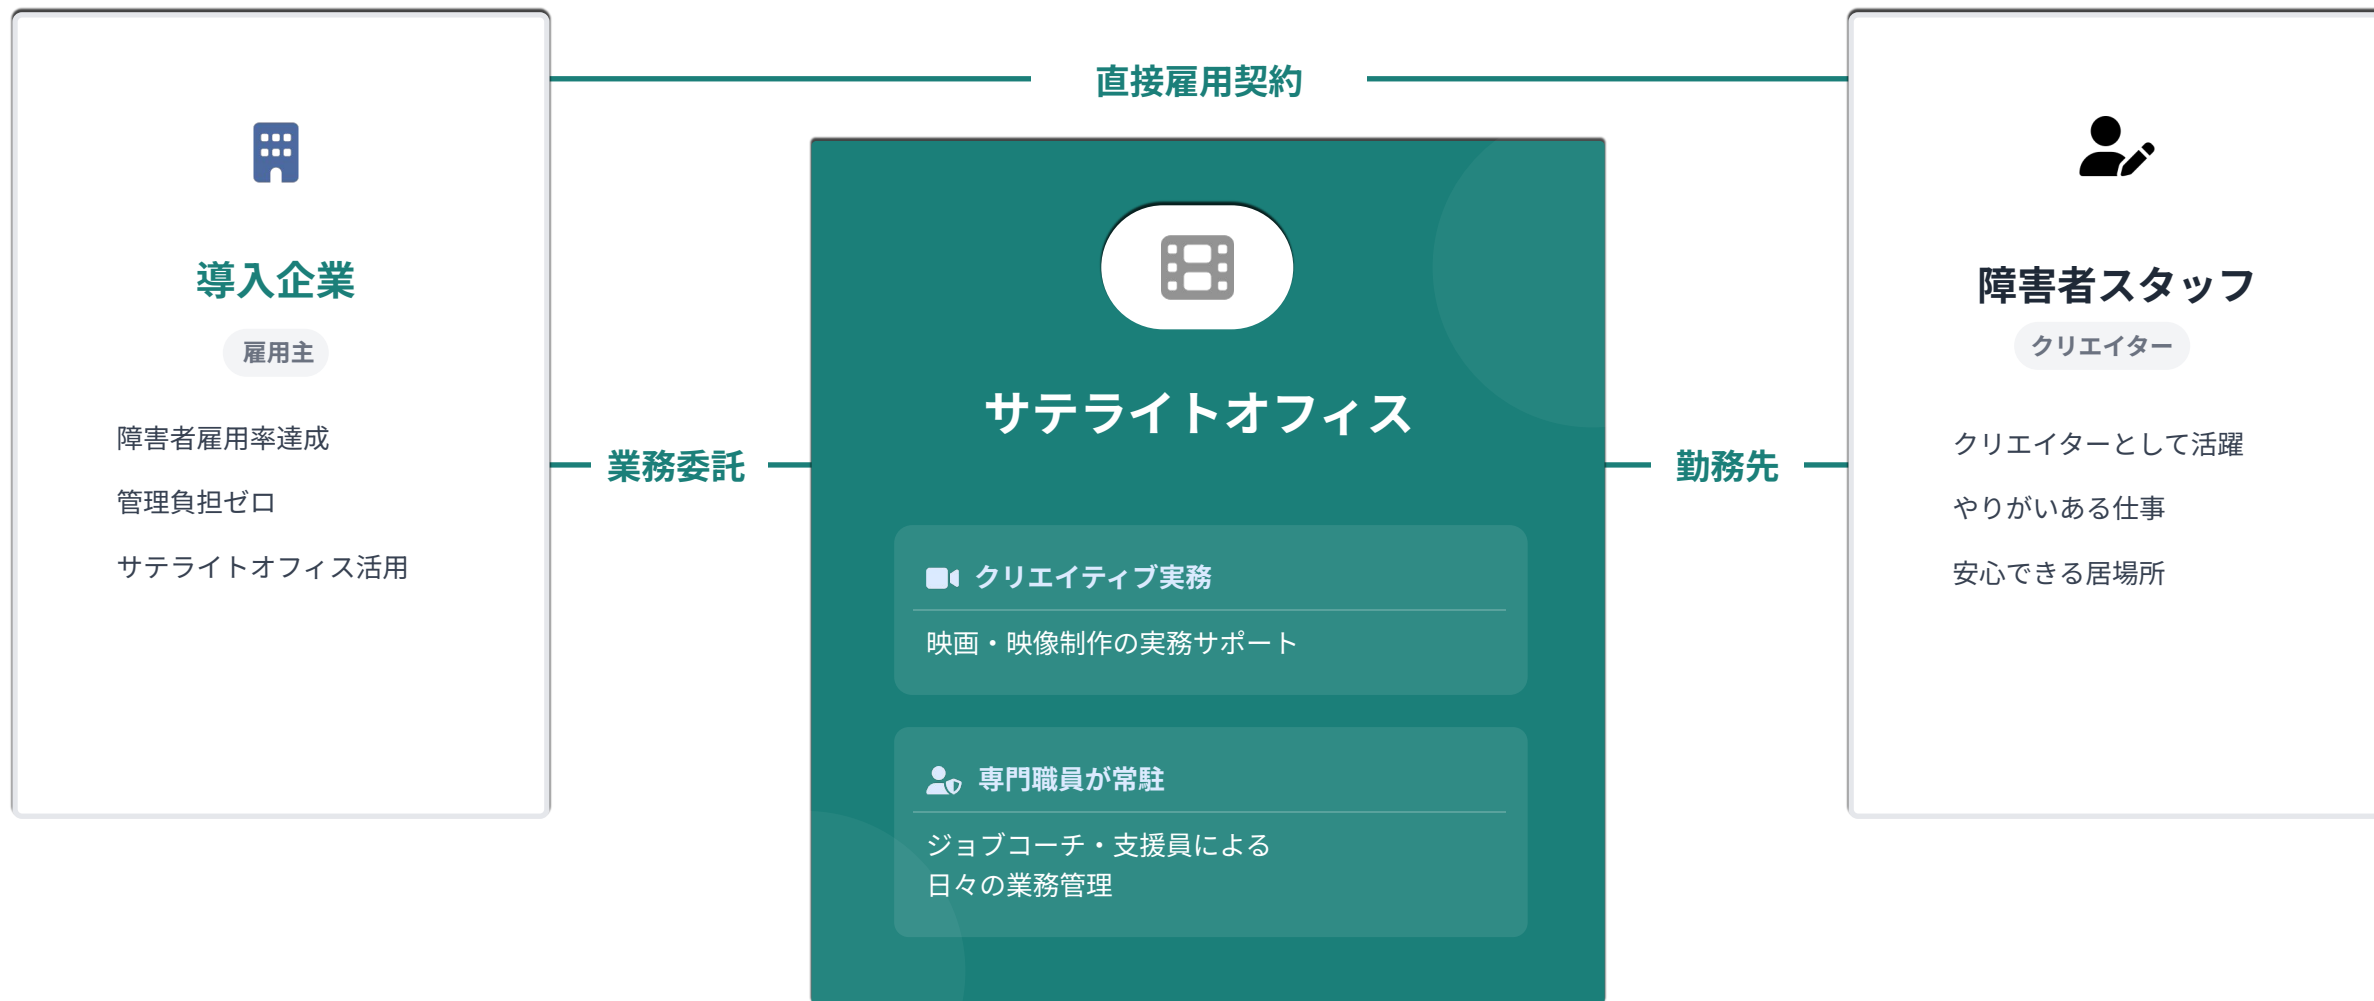 直接雇用契約
導入企業
雇用主
障害者雇用率達成
管理負担ゼロ
サテライトオフィス活用
業務委託
サテライトオフィス
クリエイティブ実務
映画・映像制作の実務サポート
専門職員が常駐
ジョブコーチ・支援員による
日々の業務管理
勤務先
障害者スタッフ
クリエイター
クリエイターとして活躍
やりがいある仕事
安心できる居場所